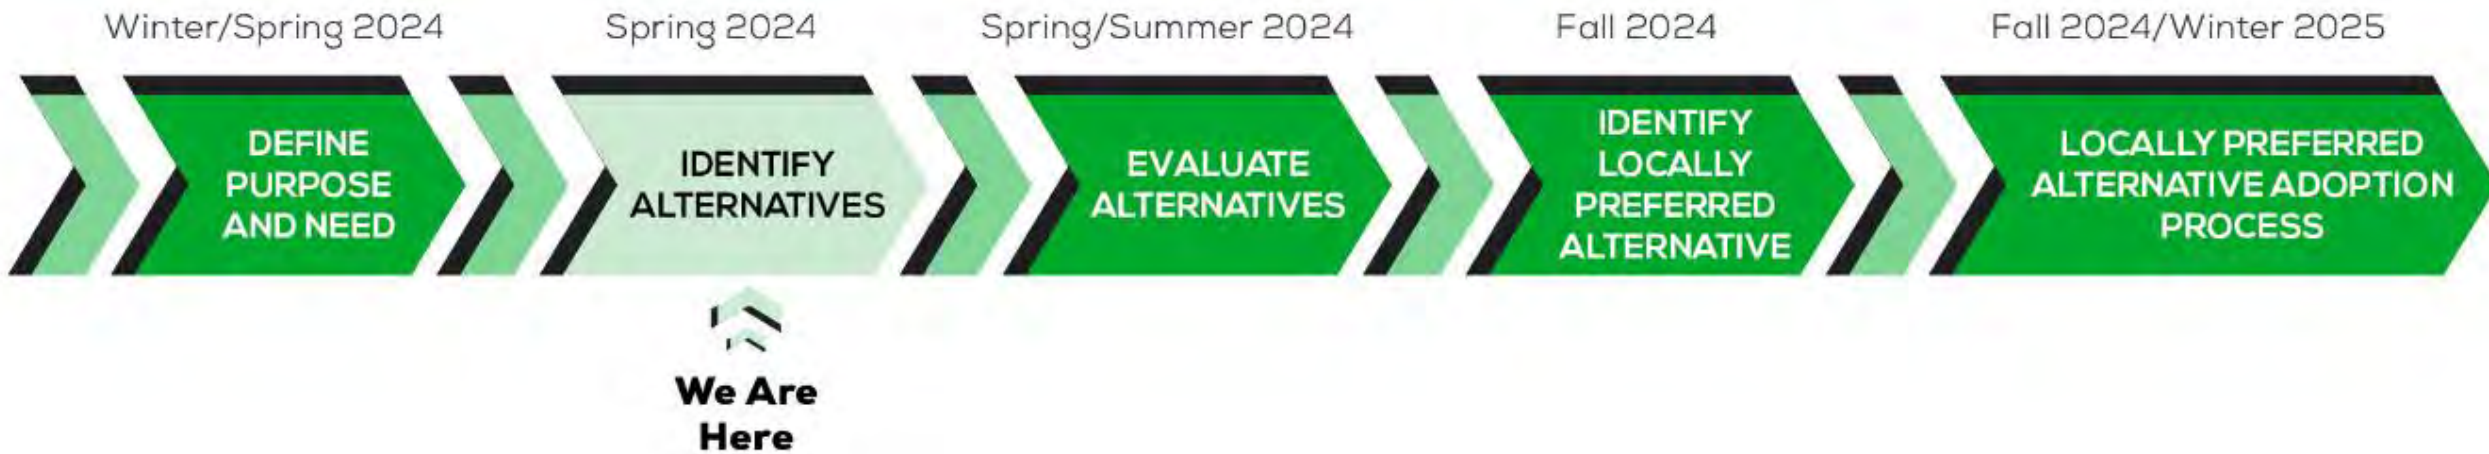 Winter/Spring 2024
Spring 2024
Spring/Summer 2024
Fall 2024
Fall 2024/Winter 2025
DEFINE
PURPOSE
AND NEED
IDENTIFY
ALTERNATIVES
EVALUATE
ALTERNATIVES
IDENTIFY
LOCALLY
PREFERRED
ALTERNATIVE
LOCALLY PREFERRED
ALTERNATIVE ADOPTION
PROCESS
We Are
Here